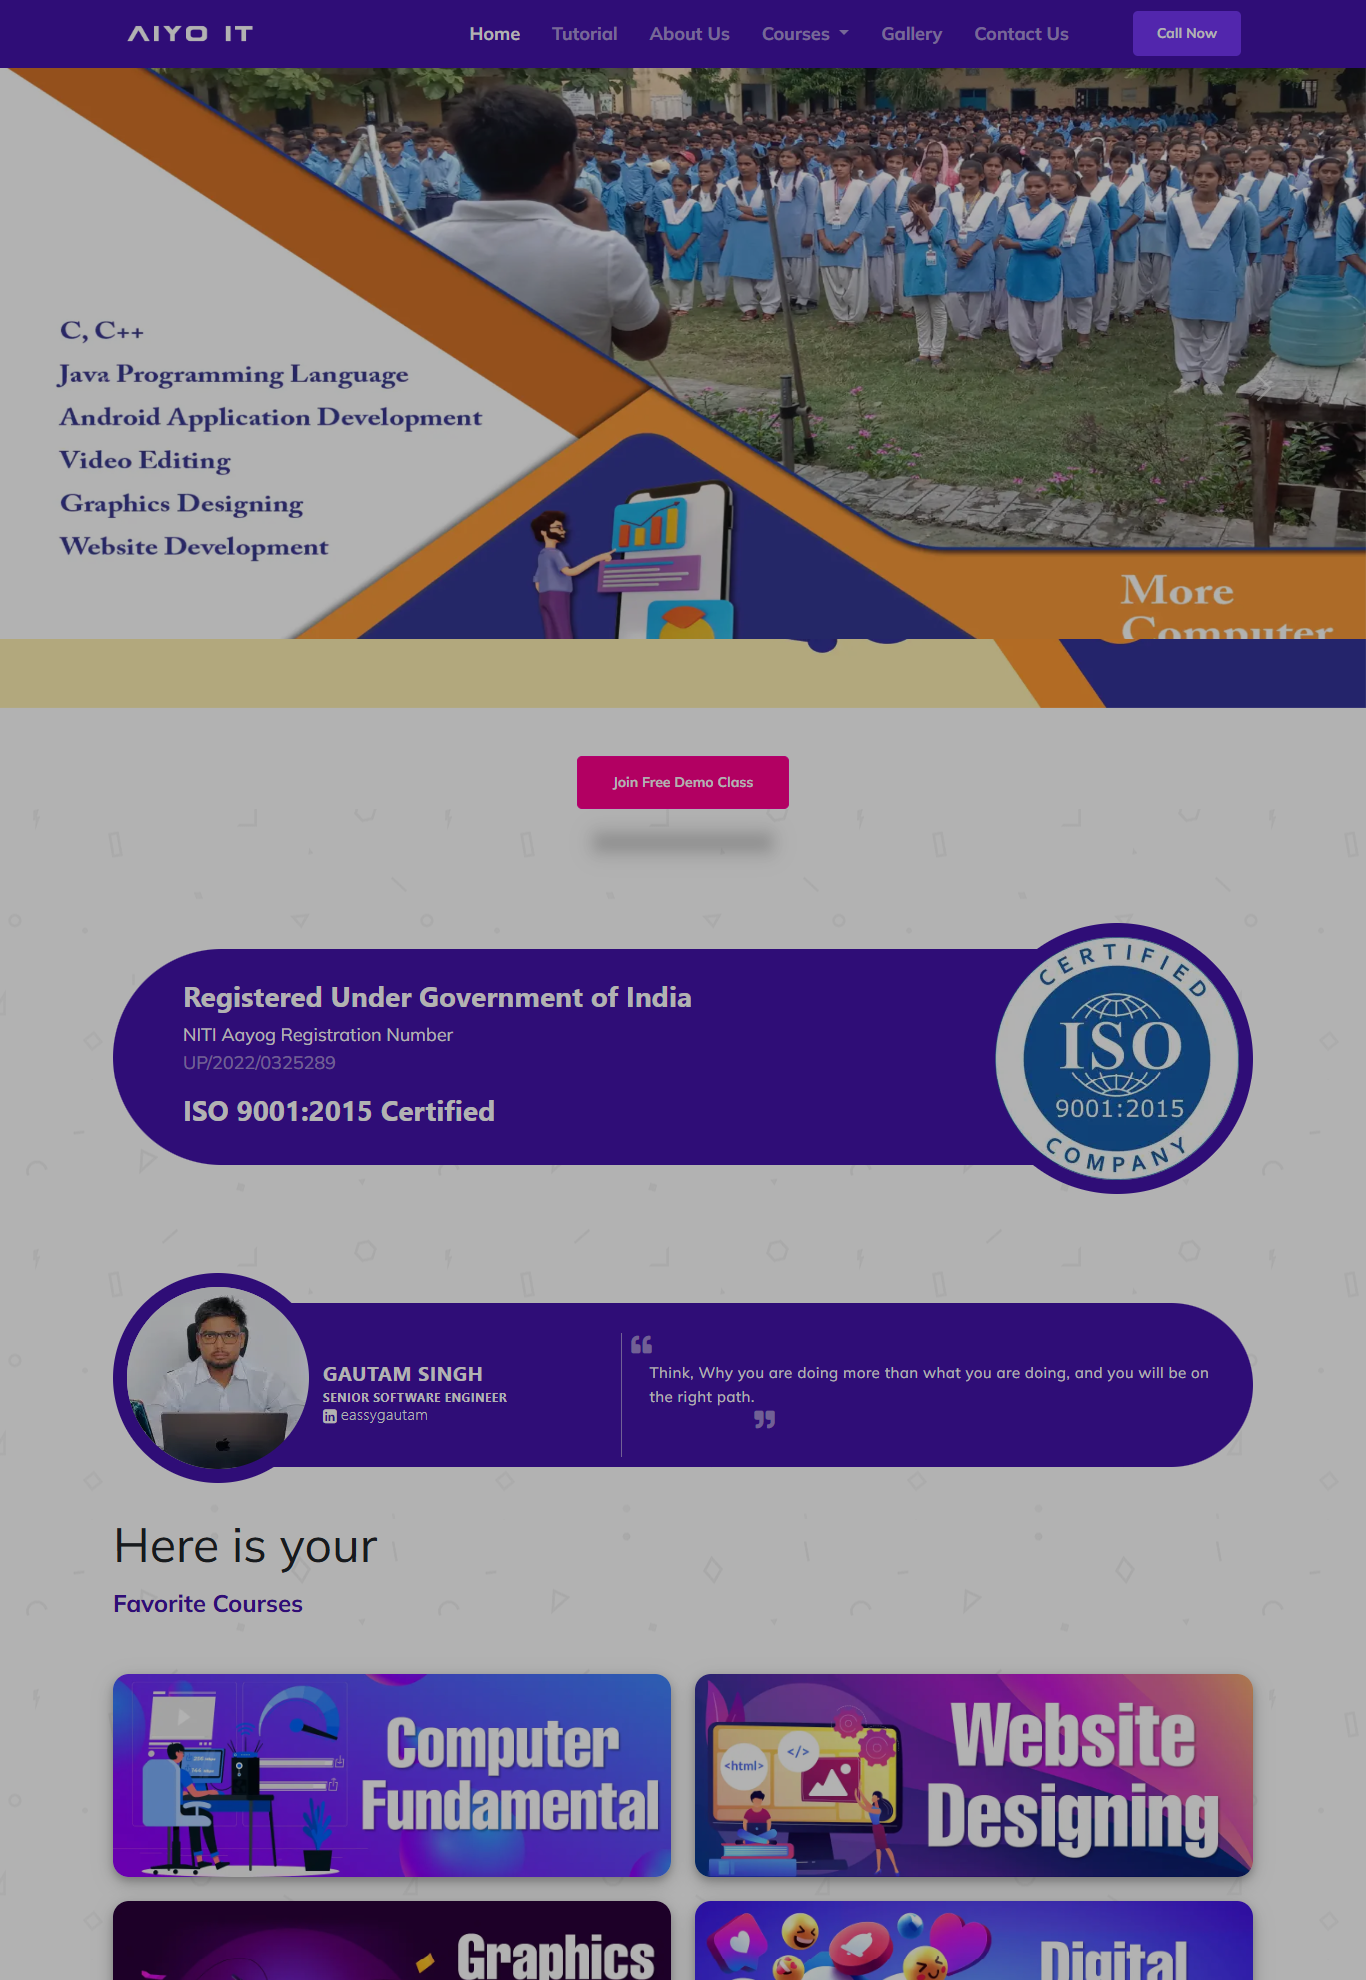 AIYO IT
Home
Tutorial
About Us
Courses
Gallery
Contact Us
Call Now
C, C++
Java Programming Language
Android Application Development
Video Editing
Graphics Designing
Website Development
More
Computer
Join Free Demo Class
Registered Under Government of India
NITI Aayog Registration Number
UP/2022/0325289
ISO 9001:2015 Certified
CERTIFIED
ISO
9001:2015
COMPANY
GAUTAM SINGH
SENIOR SOFTWARE ENGINEER
in eassygautam
“
Think, Why you are doing more than what you are doing, and you will be on
the right path.
”
Here is your
Favorite Courses
Computer
Fundamental
<html>
</>
Website
Designing
Graphics
Digital